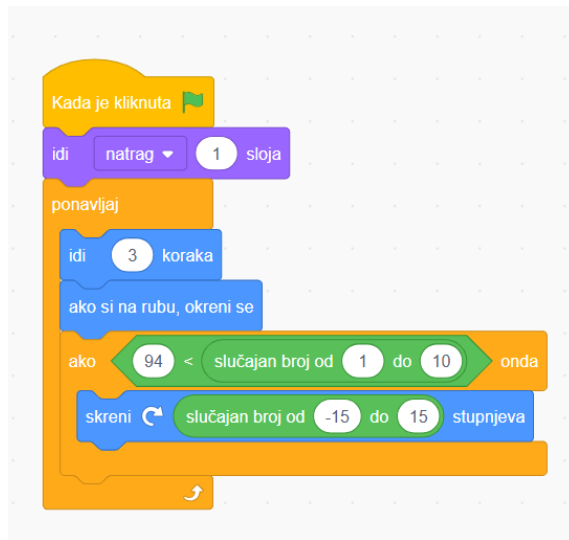 Kada je kliknuta
idi natrag 1 sloja
ponavljaj
idi 3 koraka
ako si na rubu, okreni se
ako 94 < slučajan broj od 1 do 10 onda
skreni slučajan broj od -15 do 15 stupnjeva